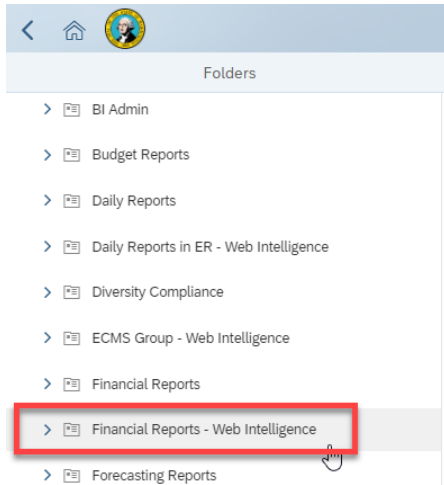 Folders
BI Admin
Budget Reports
Daily Reports
Daily Reports in ER - Web Intelligence
Diversity Compliance
ECMS Group - Web Intelligence
Financial Reports
Financial Reports - Web Intelligence
Forecasting Reports